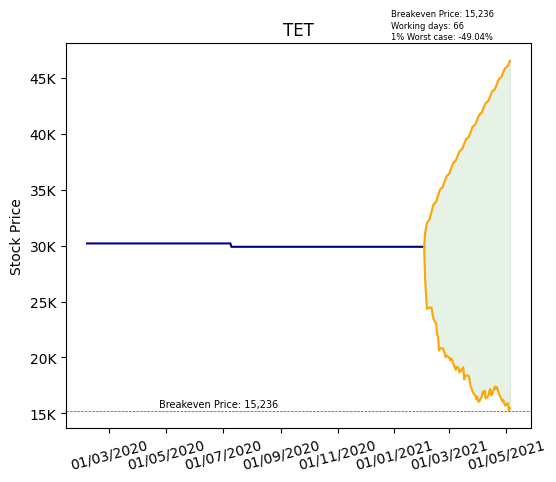 Breakeven Price: 15,236
Working days: 66
1% Worst case: -49.04%
TET
Stock Price
45K
40K
35K
30K
25K
20K
15K
Breakeven Price: 15,236
01/03/2020
01/05/2020
01/07/2020
01/09/2020
01/11/2020
01/01/2021
01/03/2021
01/05/2021